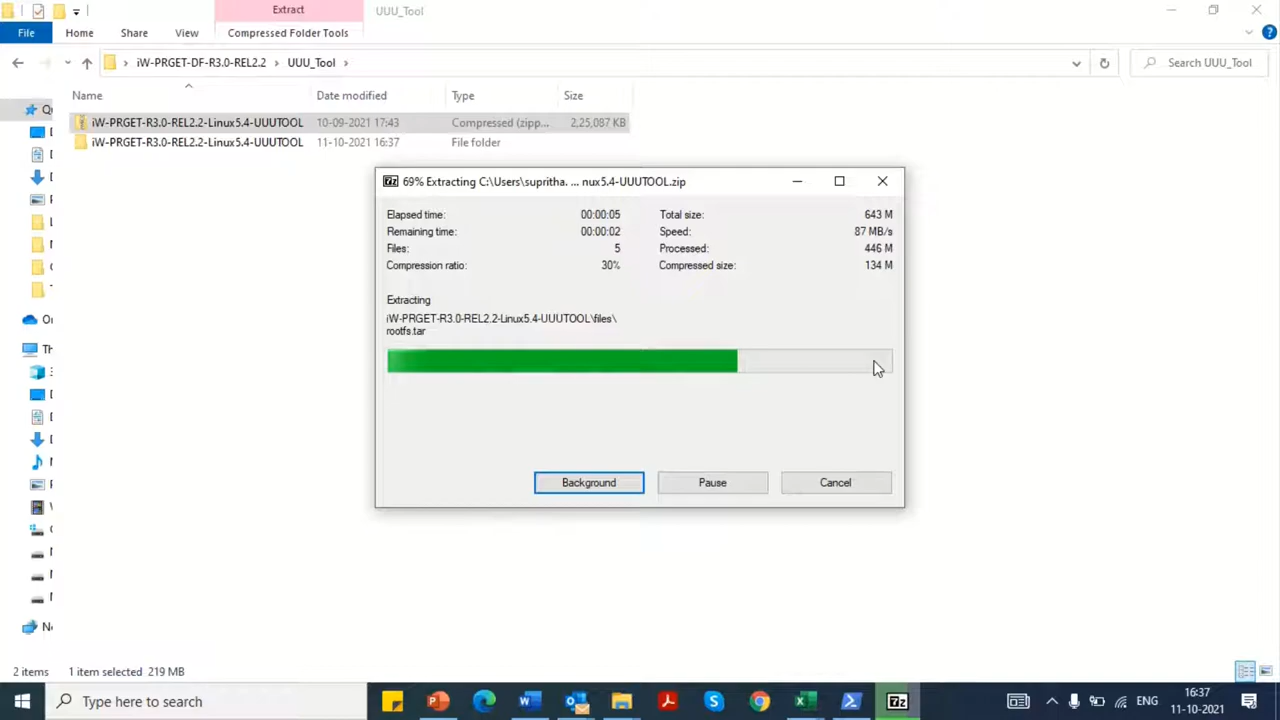 Extract
UUU_Tool
File
Home
Share
View
Compressed Folder Tools
iW-PRGET-DF-R3.0-REL2.2 › UUU_Tool ›
Search UUU_Tool
Name
Date modified
Type
Size
iW-PRGET-R3.0-REL2.2-Linux5.4-UUUTOOL 10-09-2021 17:43 Compressed (zipp... 2,25,087 KB
iW-PRGET-R3.0-REL2.2-Linux5.4-UUUTOOL 11-10-2021 16:37 File folder
7z 69% Extracting C:\Users\supritha. ... nux5.4-UUUTOOL.zip
Elapsed time: 00:00:05 Total size: 643 M
Remaining time: 00:00:02 Speed: 87 MB/s
Files: 5 Processed: 446 M
Compression ratio: 30% Compressed size: 134 M
Extracting
iW-PRGET-R3.0-REL2.2-Linux5.4-UUUTOOL\files\
rootfs.tar
Background
Pause
Cancel
2 items 1 item selected 219 MB
Type here to search
7z
ENG
16:37
11-10-2021